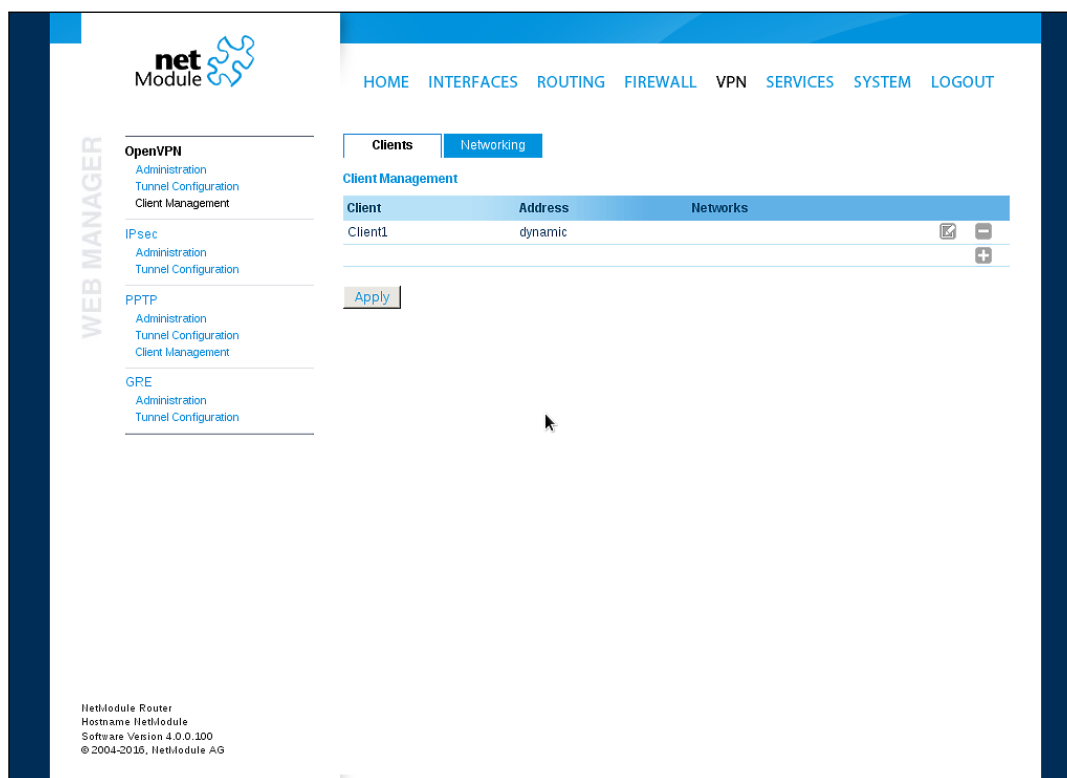 net
Module
HOME INTERFACES ROUTING FIREWALL VPN SERVICES SYSTEM LOGOUT
WEB MANAGER
OpenVPN
Administration
Tunnel Configuration
Client Management
IPsec
Administration
Tunnel Configuration
PPTP
Administration
Tunnel Configuration
Client Management
GRE
Administration
Tunnel Configuration
Clients Networking
Client Management
Client Address Networks
Client1 dynamic
Apply
NetModule Router
Hostname NetModule
Software Version 4.0.0.100
© 2004-2016, NetModule AG